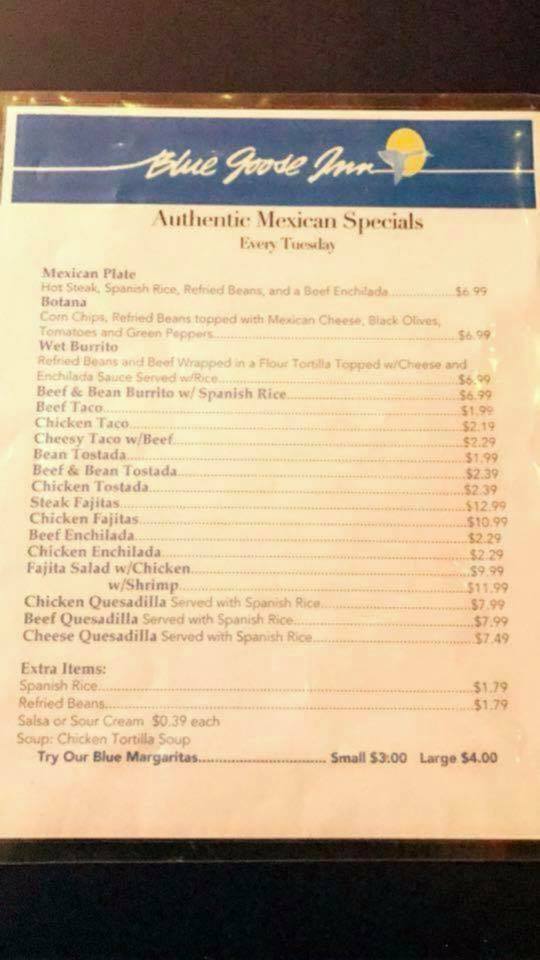 Blue Goose Inn
Authentic Mexican Specials
Every Tuesday
Mexican Plate
Hot Steak, Spanish Rice, Refried Beans, and a Beef Enchilada................$6.99
Botana
Corn Chips, Refried Beans topped with Mexican Cheese, Black Olives,
Tomatoes and Green Peppers................$6.99
Wet Burrito
Refried Beans and Beef Wrapped in a Flour Tortilla Topped w/Cheese and
Enchilada Sauce Served w/Rice................$6.99
Beef & Bean Burrito w/ Spanish Rice................$6.99
Beef Taco................$1.99
Chicken Taco................$2.19
Cheesy Taco w/Beef................$2.29
Bean Tostada................$1.99
Beef & Bean Tostada................$2.39
Chicken Tostada................$2.39
Steak Fajitas................$12.99
Chicken Fajitas................$10.99
Beef Enchilada................$2.29
Chicken Enchilada................$2.29
Fajita Salad w/Chicken................$9.99
w/Shrimp................$11.99
Chicken Quesadilla Served with Spanish Rice................$7.99
Beef Quesadilla Served with Spanish Rice................$7.99
Cheese Quesadilla Served with Spanish Rice................$7.49
Extra Items:
Spanish Rice................$1.79
Refried Beans................$1.79
Salsa or Sour Cream $0.39 each
Soup: Chicken Tortilla Soup
Try Our Blue Margaritas................ Small $3.00 Large $4.00